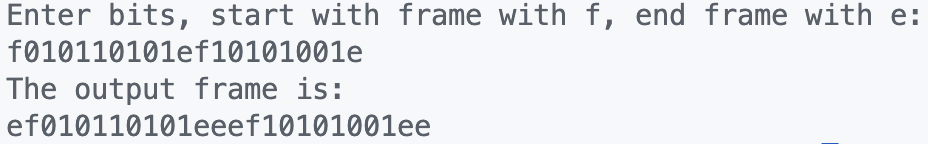 Enter bits, start with frame with f, end frame with e:
f010110101ef10101001e
The output frame is:
ef010110101eeef10101001ee